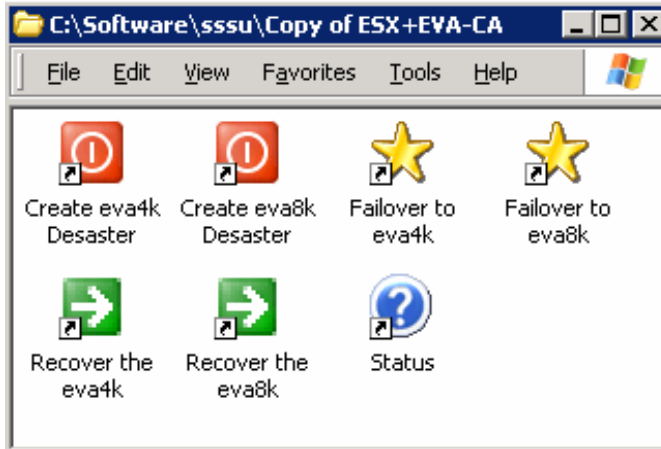 C:\Software\sssu\Copy of ESX+EVA-CA
File Edit View Favorites Tools Help
Create eva4k Desaster
Create eva8k Desaster
Failover to eva4k
Failover to eva8k
Recover the eva4k
Recover the eva8k
Status